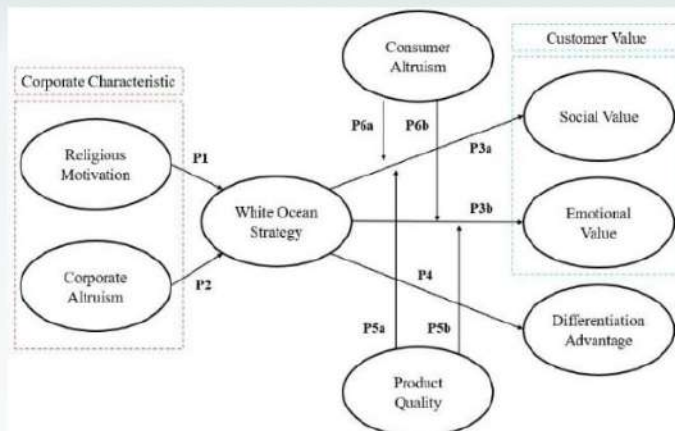 Corporate Characteristic
Religious
Motivation
Corporate
Altruism
P1
P2
White Ocean
Strategy
Consumer
Altruism
P6a
P6b
P3a
P3b
P4
P5a
P5b
Product
Quality
Customer Value
Social Value
Emotional
Value
Differentiation
Advantage